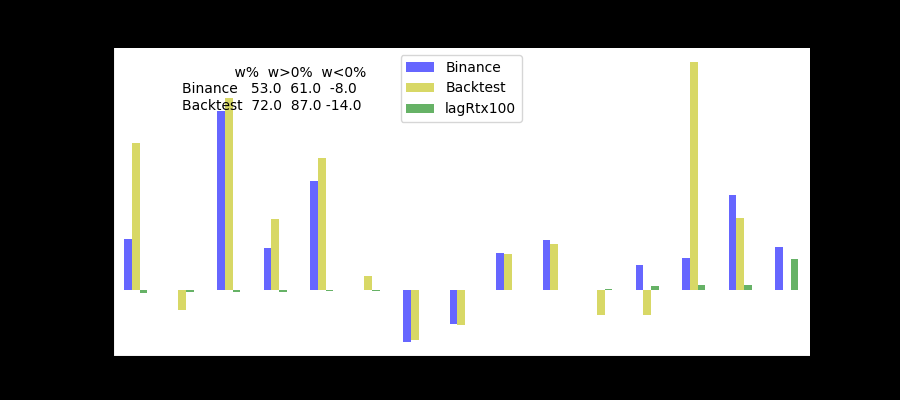 w% w>0% w<0%
Binance 53.0 61.0 -8.0
Backtest 72.0 87.0 -14.0
Binance
Backtest
lagRtx100